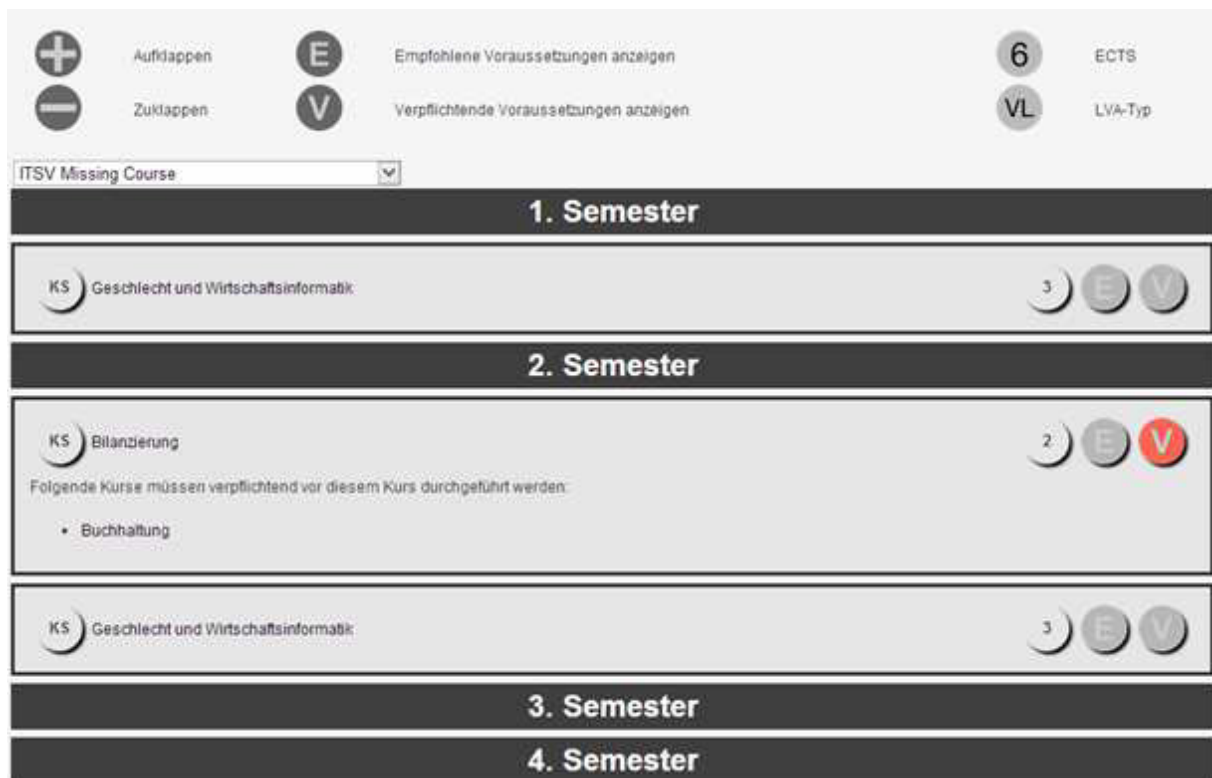 Aufklappen E Empfohlene Voraussetzungen anzeigen 6 ECTS
Zuklappen V Verpflichtende Voraussetzungen anzeigen VL LVA-Typ
ITSV Missing Course
1. Semester
KS Geschlecht und Wirtschaftsinformatik 3 E V
2. Semester
KS Bilanzierung 2 E V
Folgende Kurse müssen verpflichtend vor diesem Kurs durchgeführt werden:
• Buchhaltung
KS Geschlecht und Wirtschaftsinformatik 3 E V
3. Semester
4. Semester